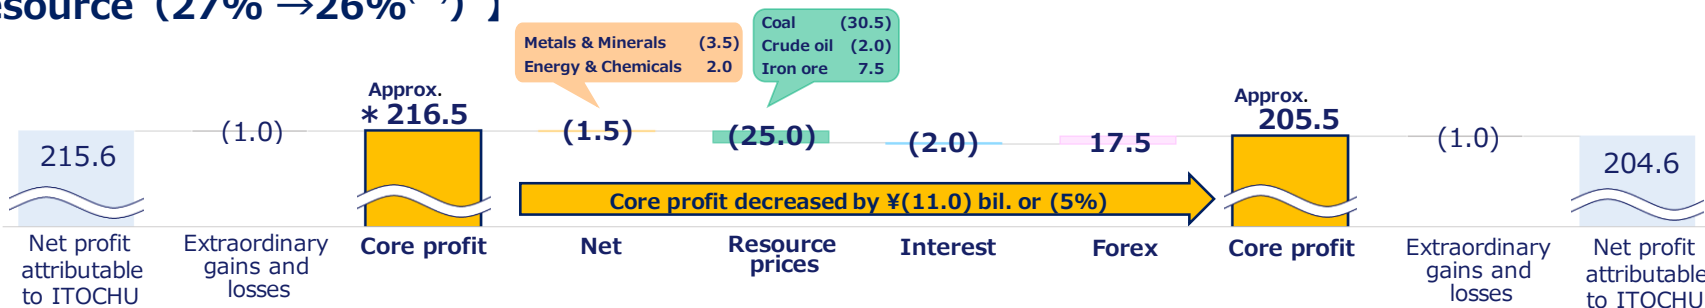 esource (27% →26%
) 】
Metals & Minerals (3.5)
Energy & Chemicals 2.0
Coal (30.5)
Crude oil (2.0)
Iron ore 7.5
215.6
(1.0)
Approx.
* 216.5
(1.5)
(25.0)
(2.0)
17.5
Approx.
205.5
(1.0)
204.6
Core profit decreased by ¥(11.0) bil. or (5%)
Net profit
attributable
to ITOCHU
Extraordinary
gains and
losses
Core profit
Net
Resource
prices
Interest
Forex
Core profit
Extraordinary
gains and
losses
Net profit
attributable
to ITOCHU